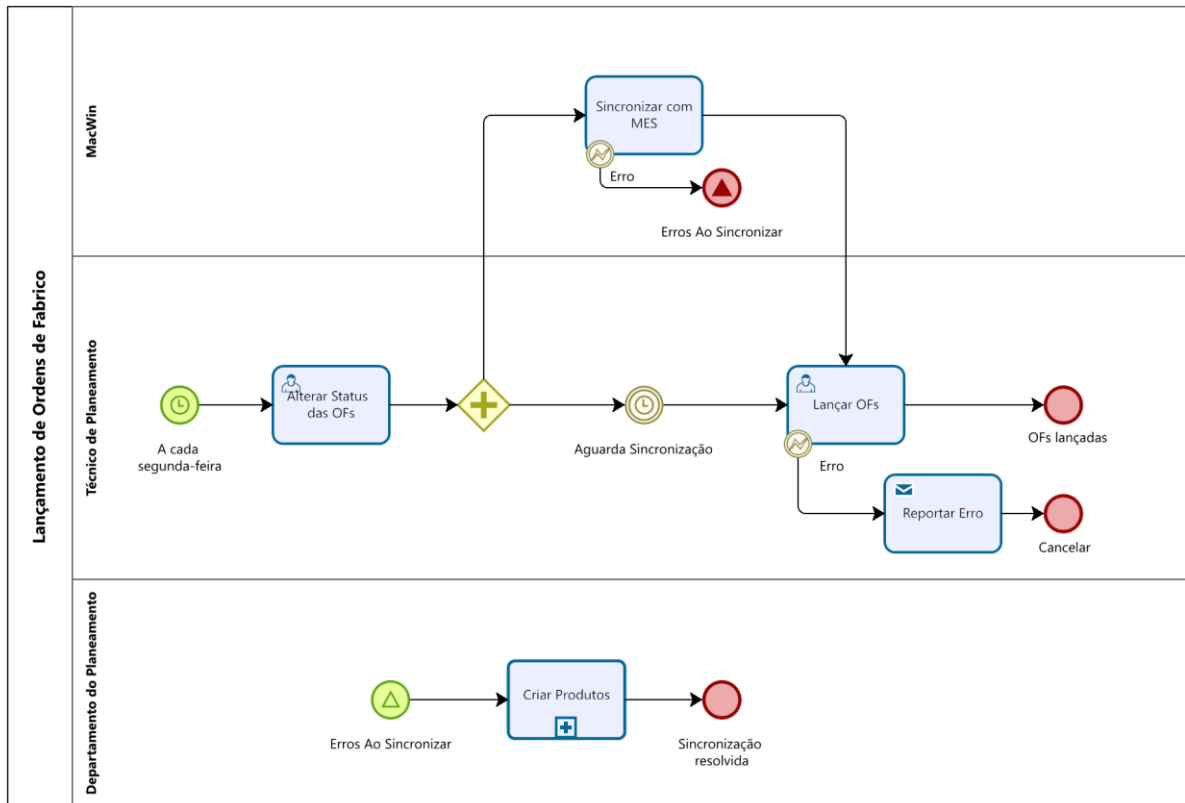 Lançamento de Ordens de Fabrico
MacWin
Sincronizar com
MES
Erro
Erros Ao Sincronizar
Técnico de Planeamento
A cada
segunda-feira
Alterar Status
das OFs
Aguarda Sincronização
Lançar OFs
Erro
OFs lançadas
Reportar Erro
Cancelar
Departamento do Planeamento
Erros Ao Sincronizar
Criar Produtos
Sincronização
resolvida